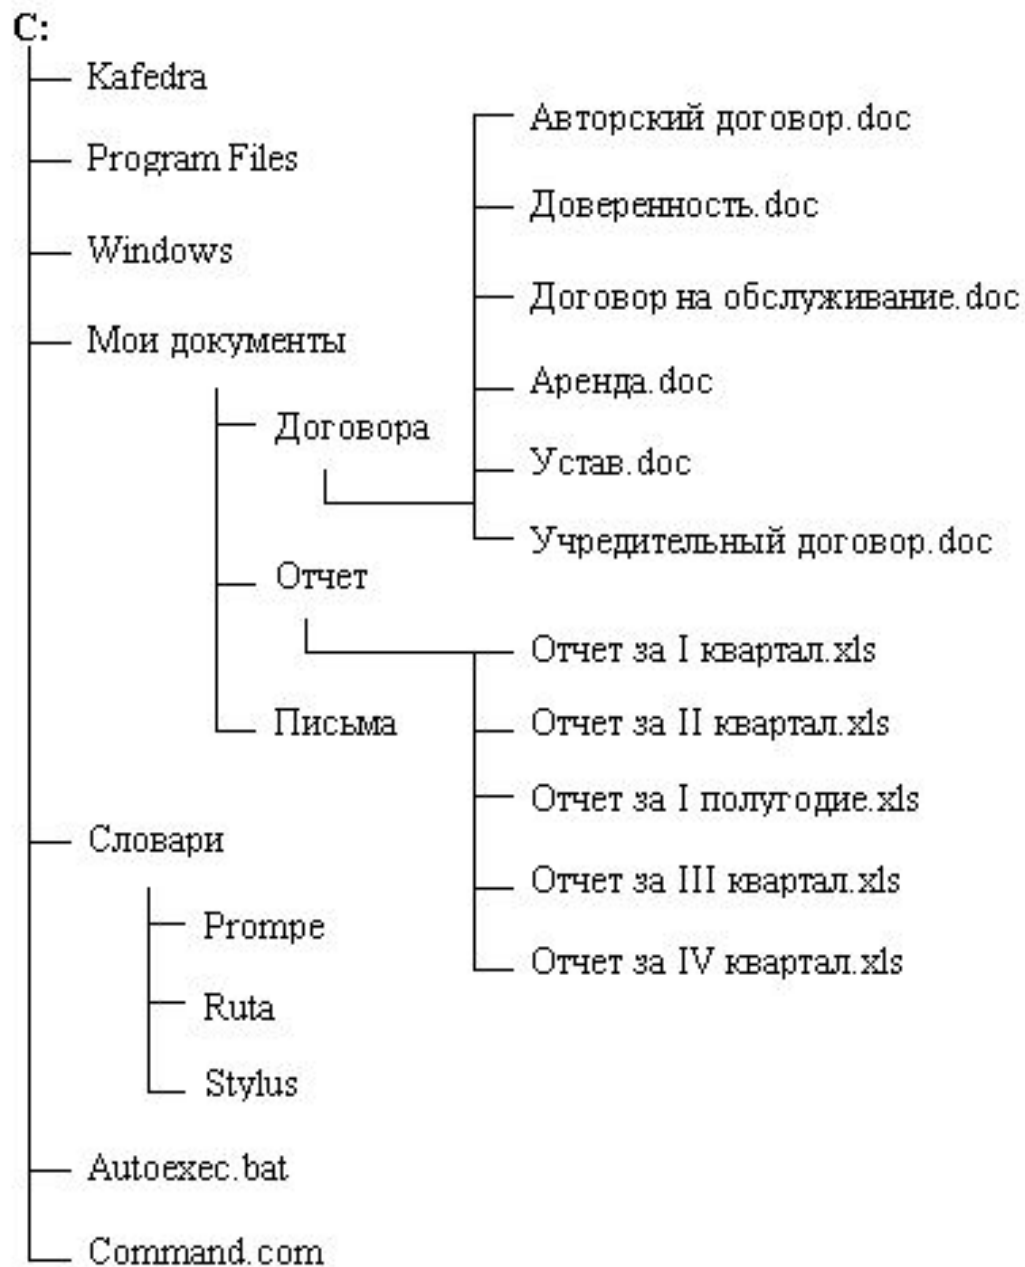 C:
Kafedra
Program Files
Windows
Мои документы
Договора
Авторский договор.doc
Доверенность.doc
Договор на обслуживание.doc
Аренда.doc
Устав.doc
Учредительный договор.doc
Отчет
Отчет за I квартал.xls
Отчет за II квартал.xls
Отчет за I полугодие.xls
Отчет за III квартал.xls
Отчет за IV квартал.xls
Письма
Словари
Prompe
Ruta
Stylus
Autoexec.bat
Command.com